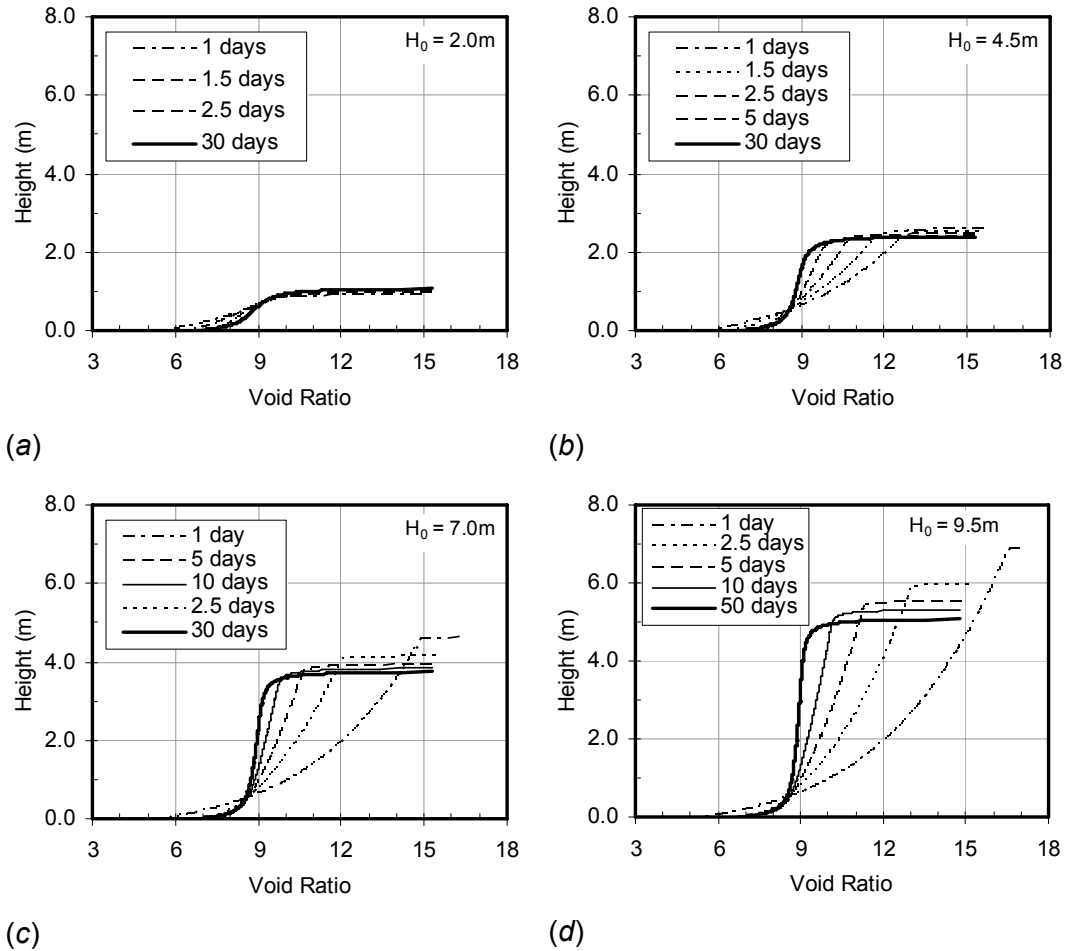 8.0
6.0
4.0
2.0
0.0
Height (m)
1 days
1.5 days
2.5 days
30 days
H0 = 2.0m
3 6 9 12 15 18
Void Ratio
(a)
8.0
6.0
4.0
2.0
0.0
Height (m)
1 days
1.5 days
2.5 days
5 days
30 days
H0 = 4.5m
3 6 9 12 15 18
Void Ratio
(b)
8.0
6.0
4.0
2.0
0.0
Height (m)
1 day
5 days
10 days
2.5 days
30 days
H0 = 7.0m
3 6 9 12 15 18
Void Ratio
(c)
8.0
6.0
4.0
2.0
0.0
Height (m)
1 day
2.5 days
5 days
10 days
50 days
H0 = 9.5m
3 6 9 12 15 18
Void Ratio
(d)